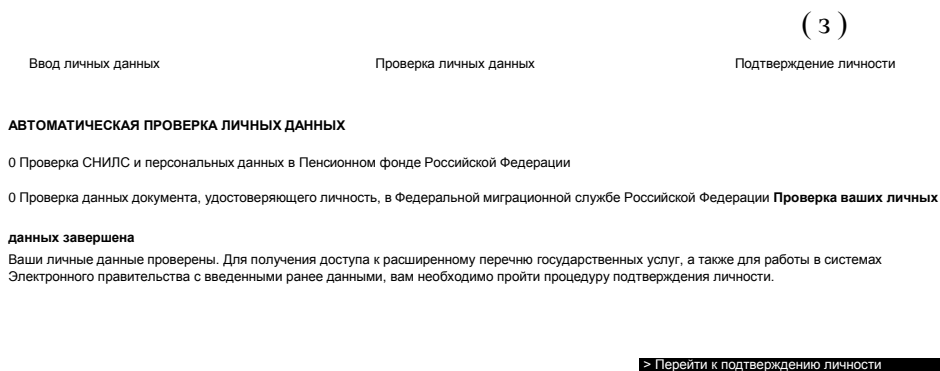 ( з )
Ввод личных данных Проверка личных данных Подтверждение личности
АВТОМАТИЧЕСКАЯ ПРОВЕРКА ЛИЧНЫХ ДАННЫХ
0 Проверка СНИЛС и персональных данных в Пенсионном фонде Российской Федерации
0 Проверка данных документа, удостоверяющего личность, в Федеральной миграционной службе Российской Федерации Проверка ваших личных
данных завершена
Ваши личные данные проверены. Для получения доступа к расширенному перечню государственных услуг, а также для работы в системах
Электронного правительства с введенными ранее данными, вам необходимо пройти процедуру подтверждения личности.
> Перейти к подтверждению личности